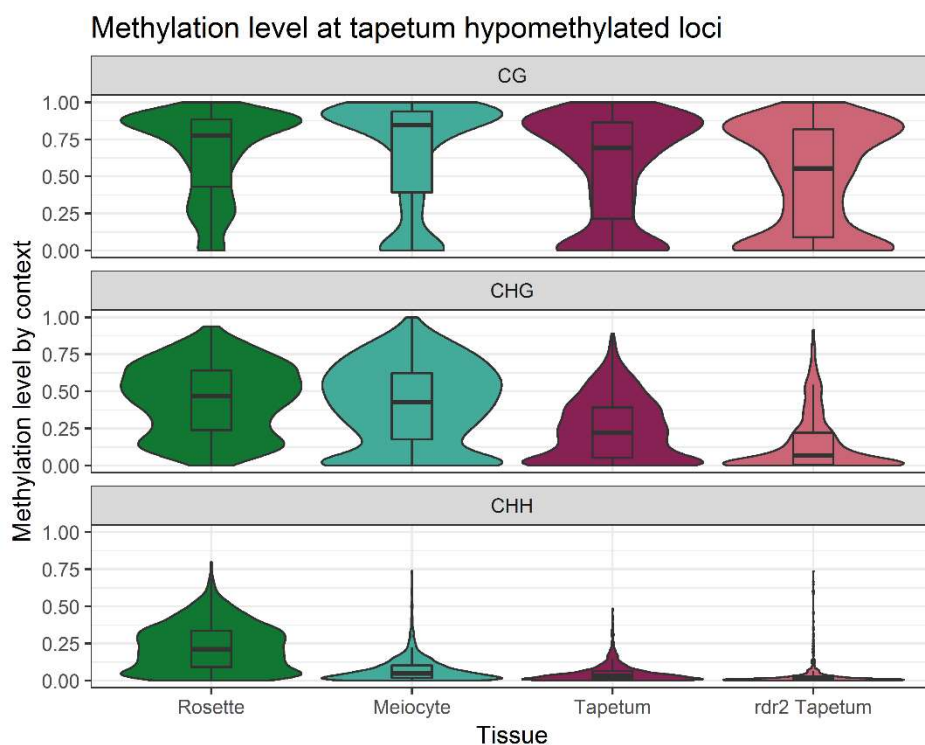 Methylation level at tapetum hypomethylated loci
CG
1.00
0.75
0.50
0.25
0.00
CHG
1.00
0.75
0.50
0.25
0.00
CHH
1.00
0.75
0.50
0.25
0.00
Methylation level by context
Rosette Meiocyte Tapetum rdr2 Tapetum
Tissue